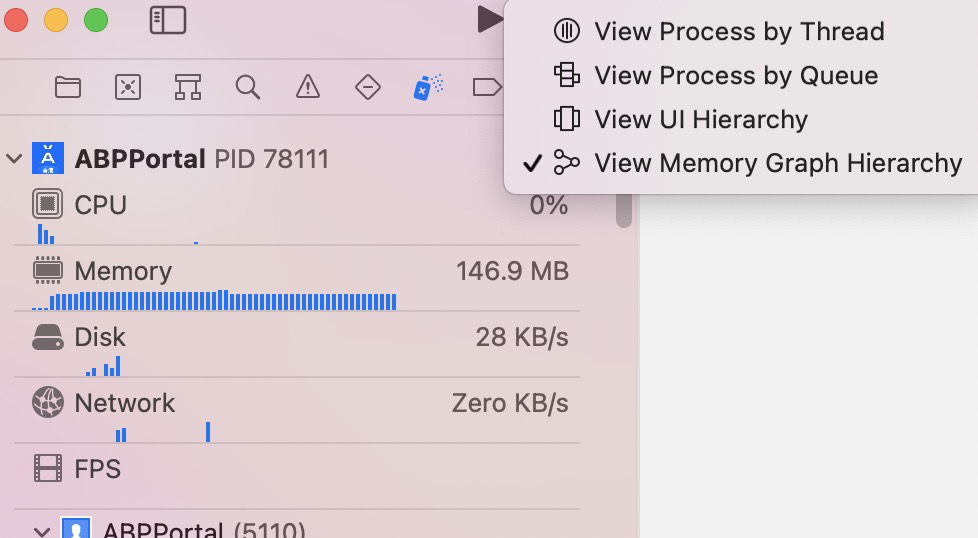 View Process by Thread
View Process by Queue
View UI Hierarchy
View Memory Graph Hierarchy
ABPPortal PID 78111
CPU 0%
Memory 146.9 MB
Disk 28 KB/s
Network Zero KB/s
FPS
ABPPortal (5110)